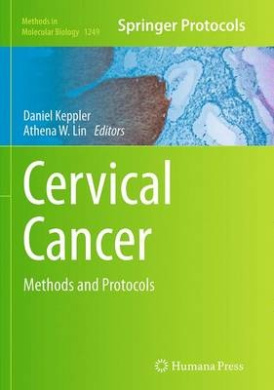 Methods in
Molecular Biology 1249
Springer Protocols
Daniel Keppler
Athena W. Lin Editors
Cervical
Cancer
Methods and Protocols
Humana Press